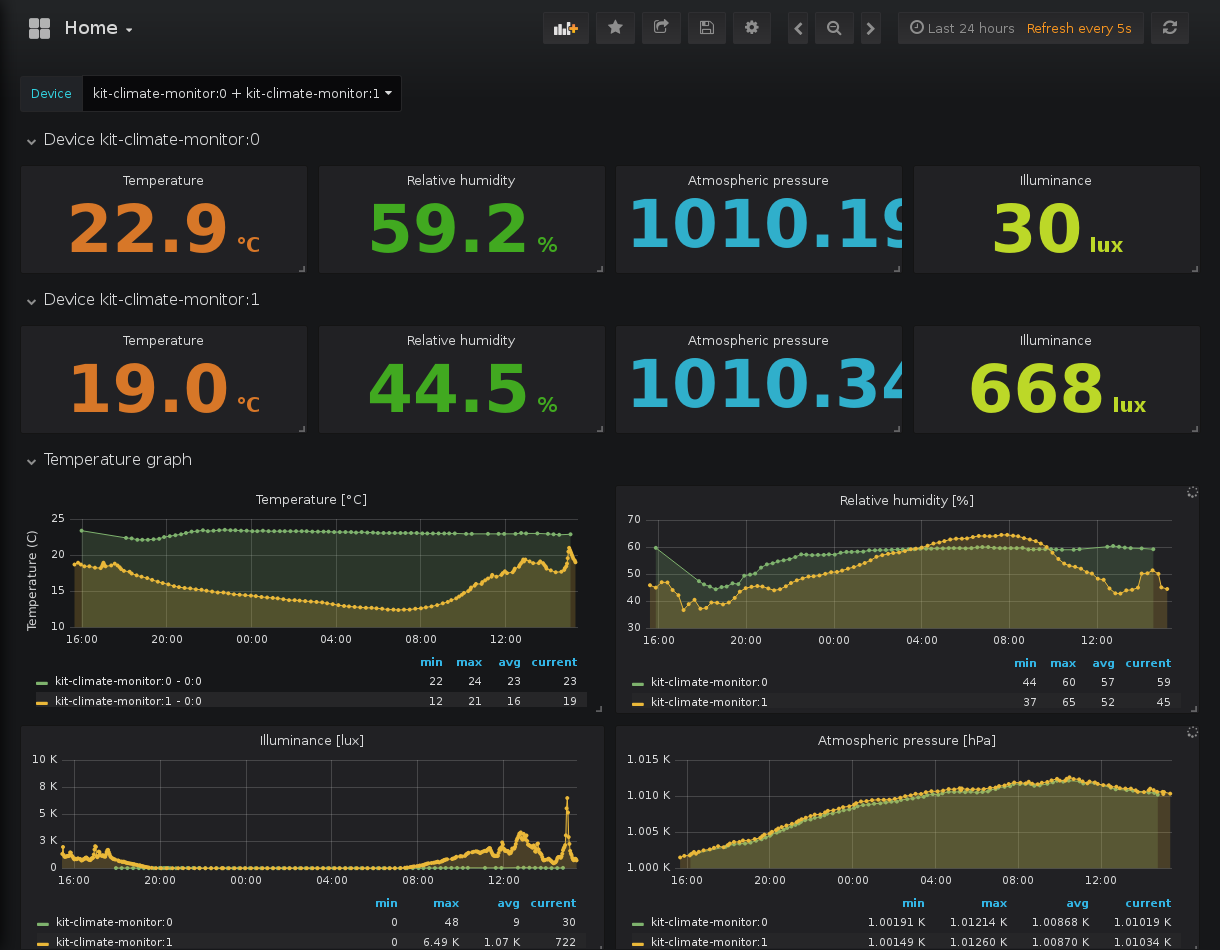 Home
Last 24 hours Refresh every 5s
Device kit-climate-monitor:0 + kit-climate-monitor:1
Device kit-climate-monitor:0
Temperature Relative humidity Atmospheric pressure Illuminance
22.9 °C 59.2 % 1010.19 30 lux
Device kit-climate-monitor:1
Temperature Relative humidity Atmospheric pressure Illuminance
19.0 °C 44.5 % 1010.34 668 lux
Temperature graph
Temperature [°C]
Temperature (C)
25
20
15
10
16:00 20:00 00:00 04:00 08:00 12:00
min max avg current
kit-climate-monitor:0 - 0:0 22 24 23 23
kit-climate-monitor:1 - 0:0 12 21 16 19
Relative humidity [%]
70
60
50
40
30
16:00 20:00 00:00 04:00 08:00 12:00
min max avg current
kit-climate-monitor:0 44 60 57 59
kit-climate-monitor:1 37 65 52 45
Illuminance [lux]
10 K
8 K
5 K
3 K
0
16:00 20:00 00:00 04:00 08:00 12:00
min max avg current
kit-climate-monitor:0 0 48 9 30
kit-climate-monitor:1 0 6.49 K 1.07 K 722
Atmospheric pressure [hPa]
1.015 K
1.010 K
1.005 K
1.000 K
16:00 20:00 00:00 04:00 08:00 12:00
min max avg current
kit-climate-monitor:0 1.00191 K 1.01214 K 1.00868 K 1.01019 K
kit-climate-monitor:1 1.00149 K 1.01260 K 1.00870 K 1.01034 K